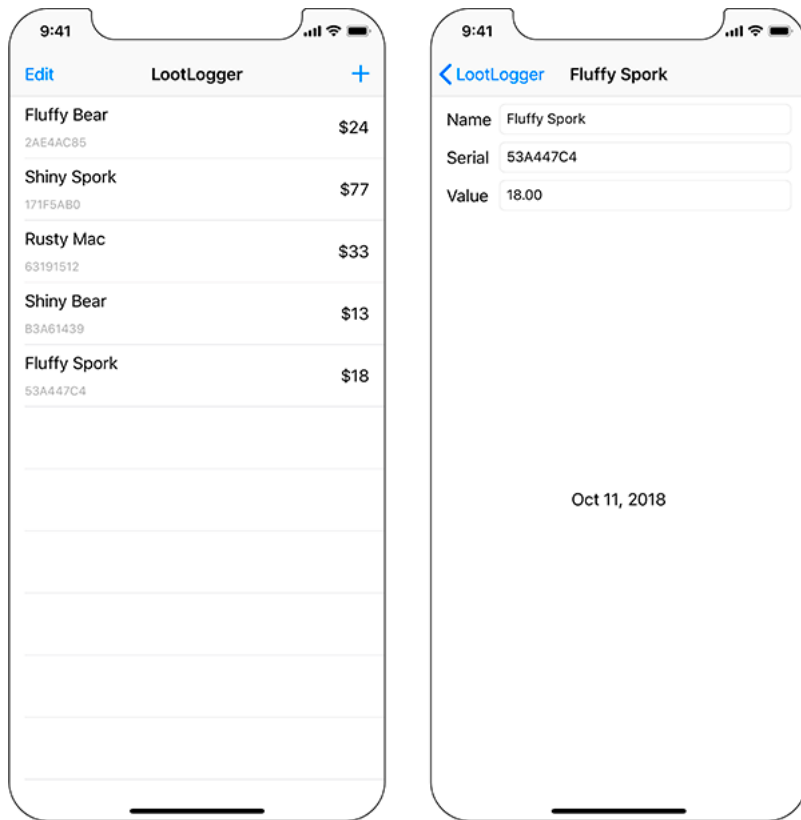 9:41
Edit LootLogger +
Fluffy Bear
2AE4AC85
$24
Shiny Spork
171F5AB0
$77
Rusty Mac
63191512
$33
Shiny Bear
B3A61439
$13
Fluffy Spork
53A447C4
$18
9:41
LootLogger Fluffy Spork
Name Fluffy Spork
Serial 53A447C4
Value 18.00
Oct 11, 2018